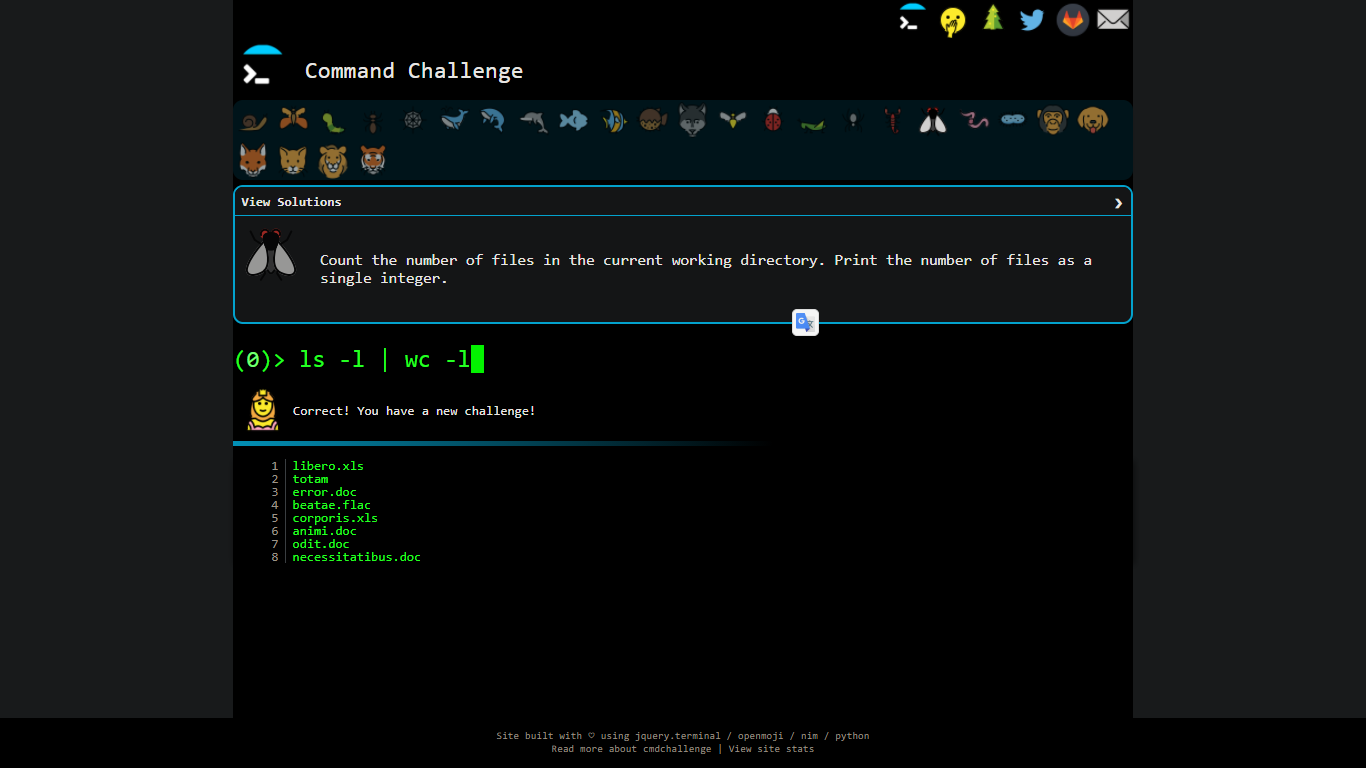 Command Challenge
View Solutions
Count the number of files in the current working directory. Print the number of files as a
single integer.
(0)> ls -l | wc -l
Correct! You have a new challenge!
1 libero.xls
2 totam
3 error.doc
4 beatae.flac
5 corporis.xls
6 animi.doc
7 odit.doc
8 necessitatibus.doc
Site built with ♡ using jquery.terminal / openmoji / nim / python
Read more about cmdchallenge | View site stats